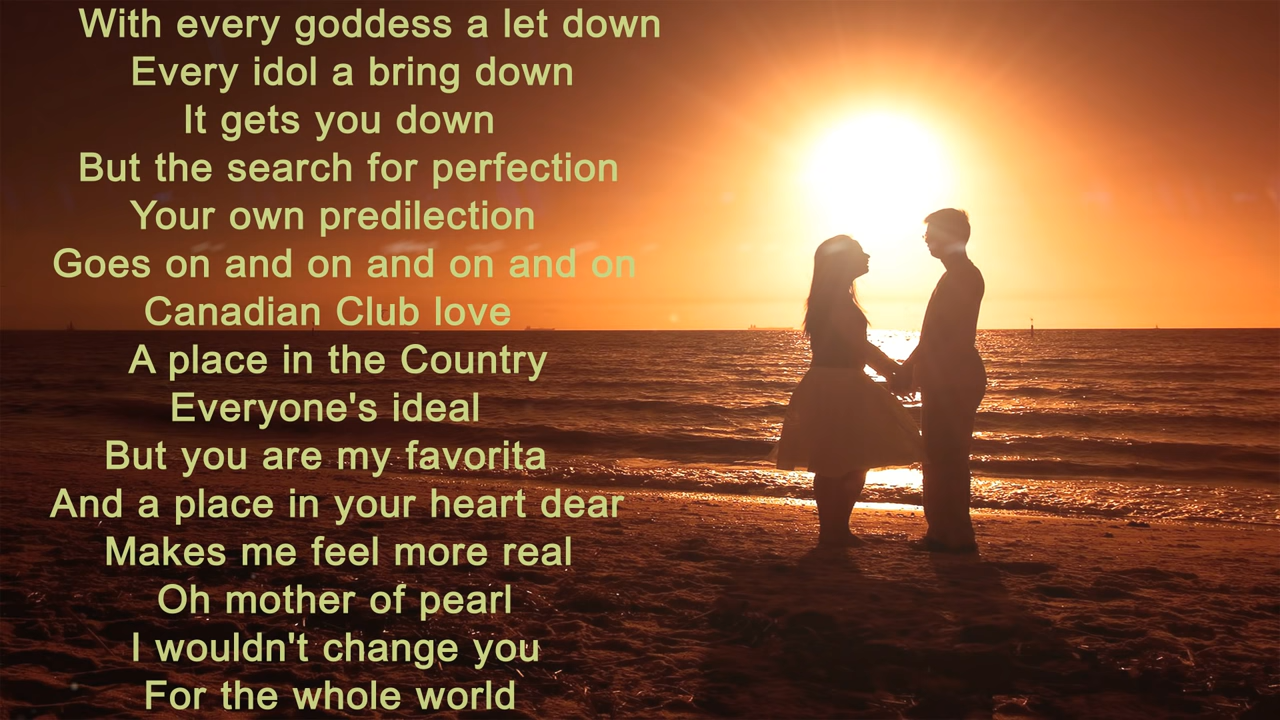 With every goddess a let down
Every idol a bring down
It gets you down
But the search for perfection
Your own predilection
Goes on and on and on and on
Canadian Club love
A place in the Country
Everyone's ideal
But you are my favorita
And a place in your heart dear
Makes me feel more real
Oh mother of pearl
I wouldn't change you
For the whole world